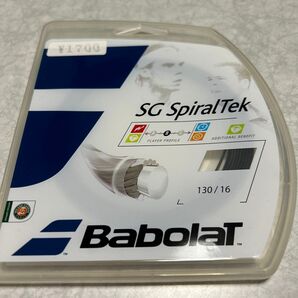 ¥1700
SG SpiralTek
PLAYER PROFILE
ADDITIONAL BENEFIT
130 / 16
BabolaT